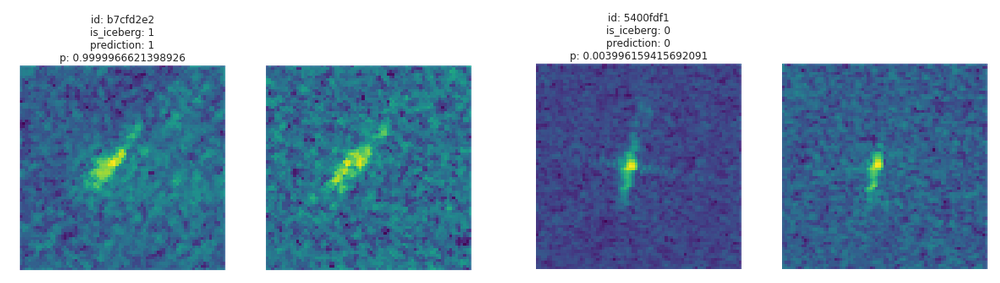 id: b7cfd2e2
is_iceberg: 1
prediction: 1
p: 0.9999966621398926
id: 5400fdf1
is_iceberg: 0
prediction: 0
p: 0.003996159415692091